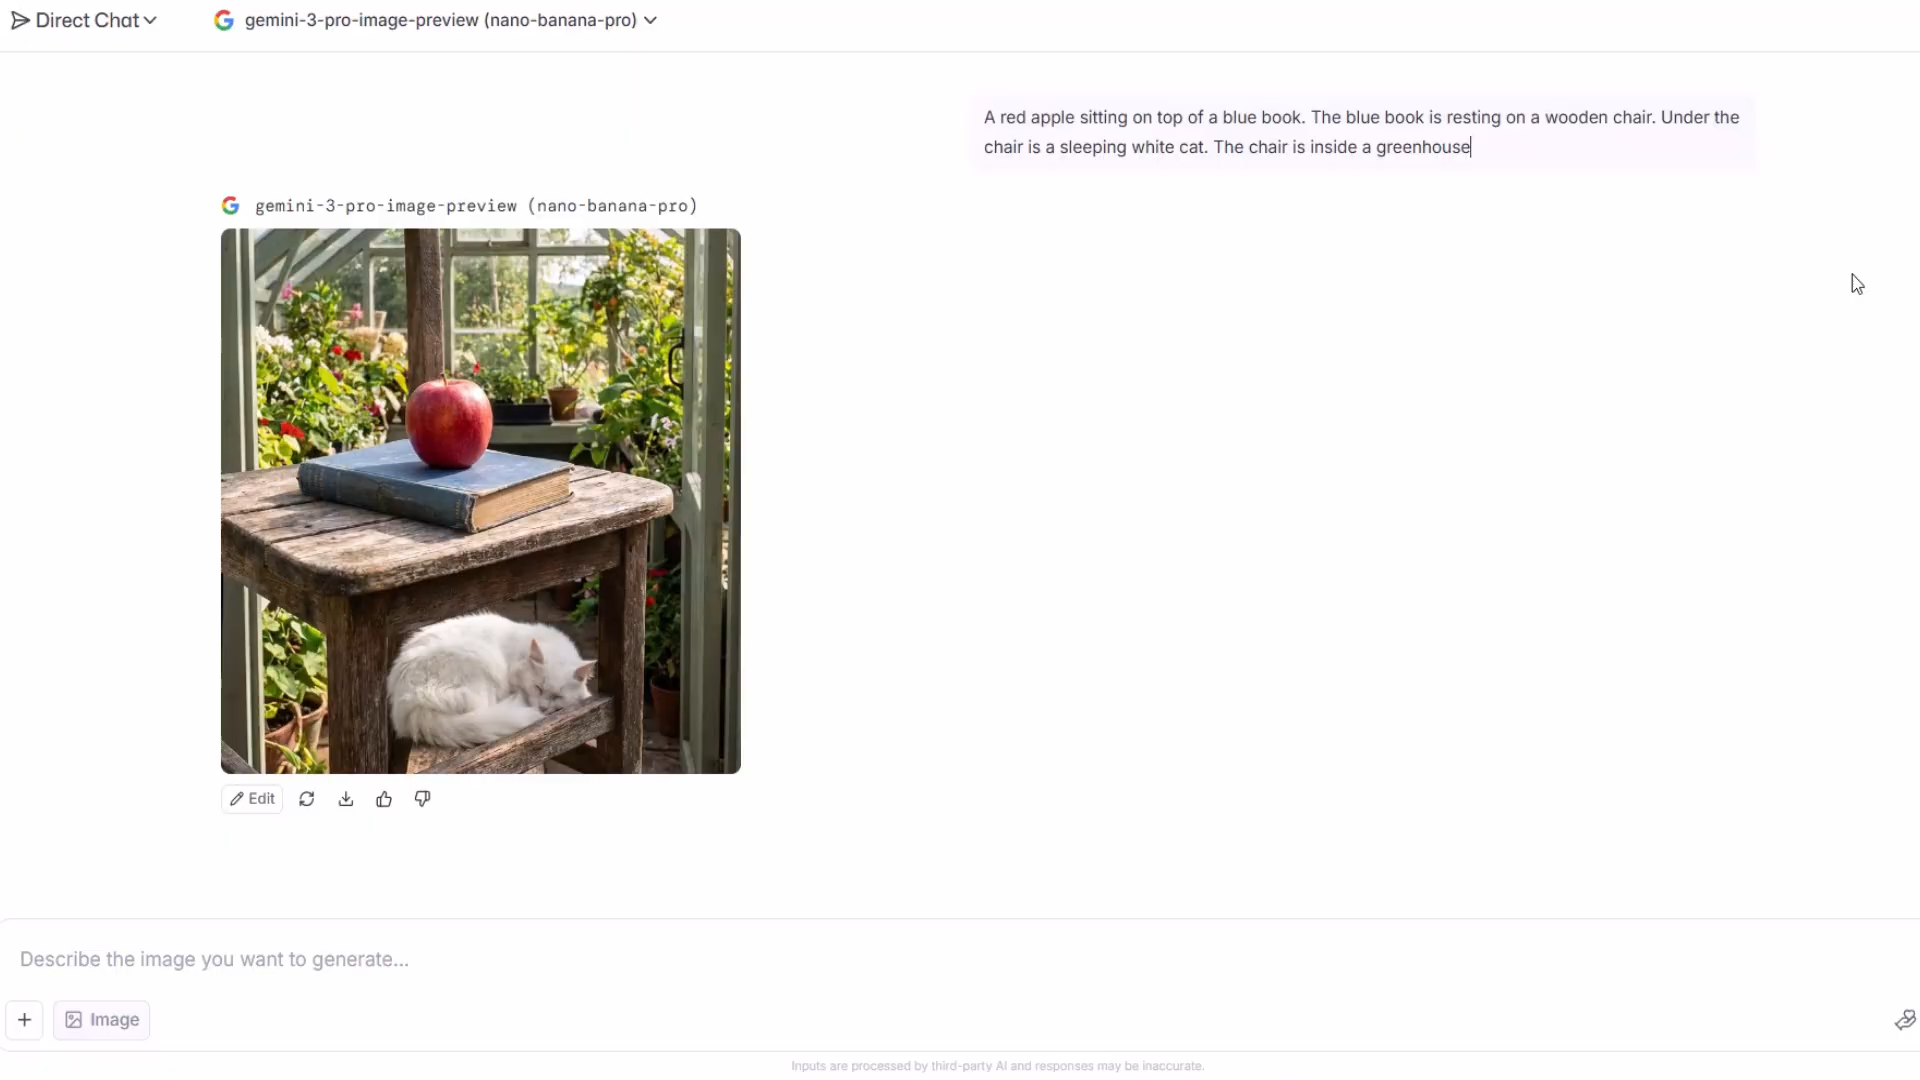 Direct Chat
gemini-3-pro-image-preview (nano-banana-pro)
A red apple sitting on top of a blue book. The blue book is resting on a wooden chair. Under the
chair is a sleeping white cat. The chair is inside a greenhouse
gemini-3-pro-image-preview (nano-banana-pro)
Edit
Describe the image you want to generate...
Image
Inputs are processed by third-party AI and responses may be inaccurate.